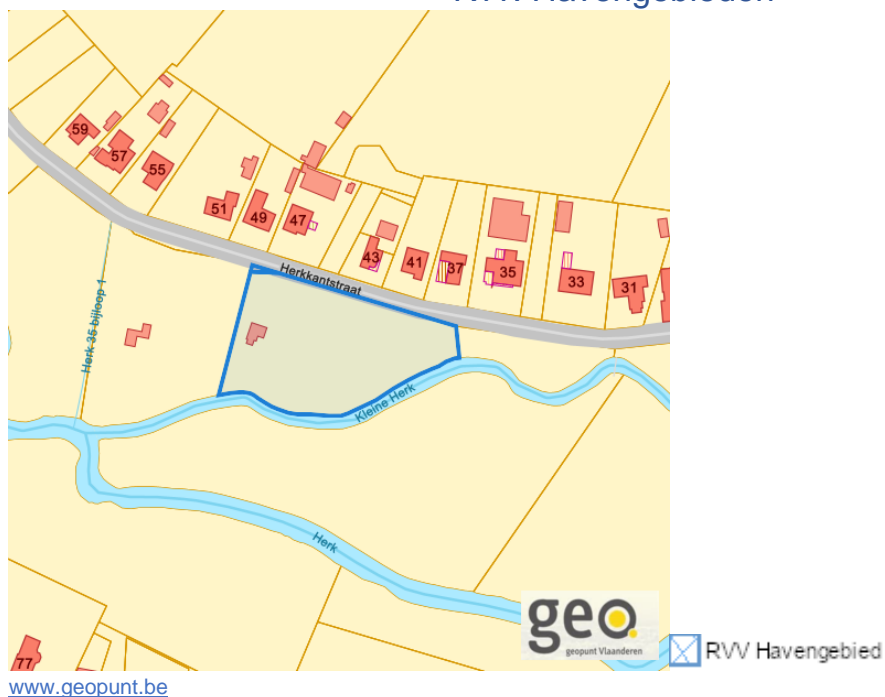 59
57
55
51
49
47
43
41
37
35
33
31
Herkkantstraat
Herk 35 bijloop 1
Kleine Herk
Herk
77
geo.
geopunt Vlaanderen
RVV Havengebied
www.geopunt.be